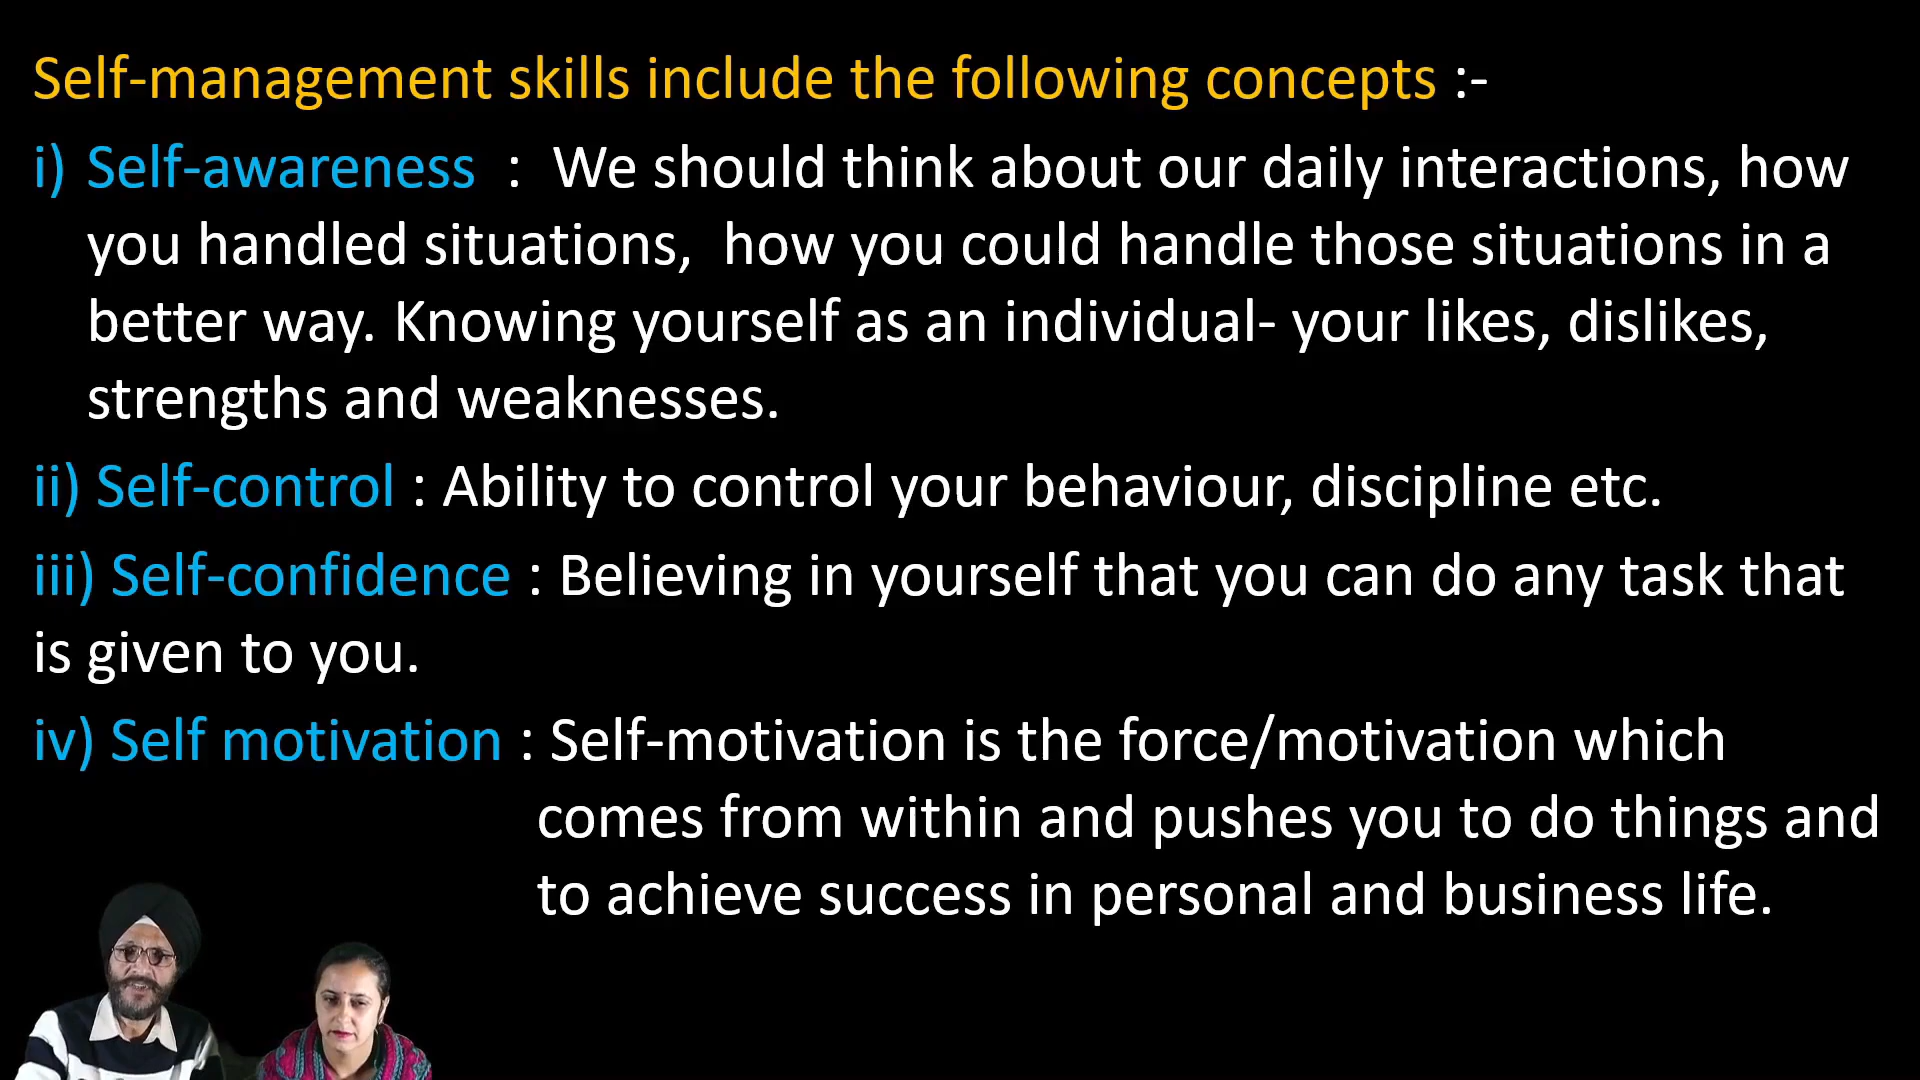 Self-management skills include the following concepts :-
i) Self-awareness : We should think about our daily interactions, how
you handled situations, how you could handle those situations in a
better way. Knowing yourself as an individual- your likes, dislikes,
strengths and weaknesses.
ii) Self-control : Ability to control your behaviour, discipline etc.
iii) Self-confidence : Believing in yourself that you can do any task that
is given to you.
iv) Self motivation : Self-motivation is the force/motivation which
comes from within and pushes you to do things and
to achieve success in personal and business life.